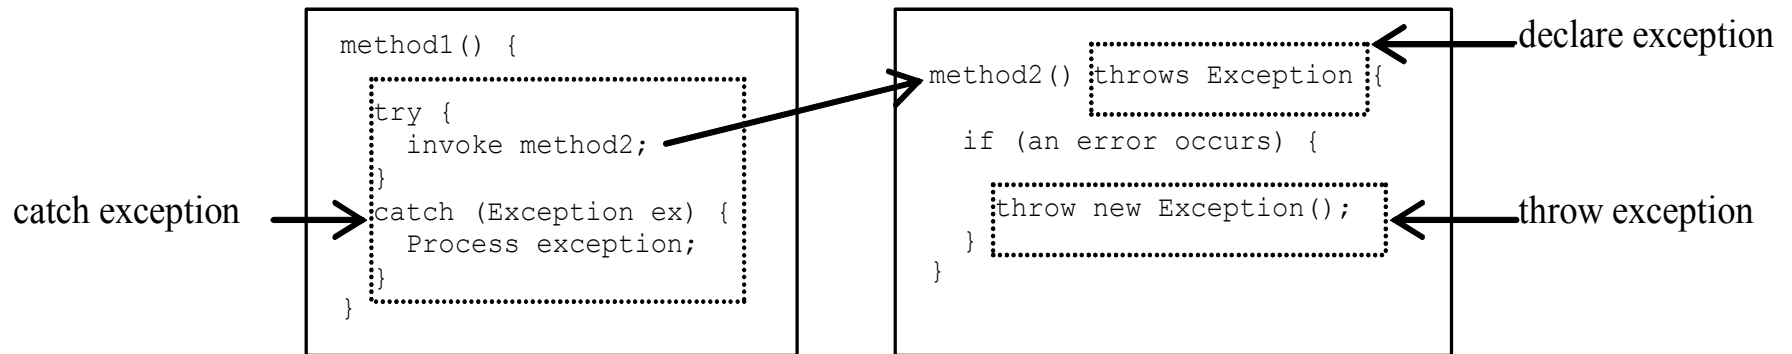 method1() {
try {
invoke method2;
}
catch (Exception ex) {
Process exception;
}
}
catch exception
method2() throws Exception {
if (an error occurs) {
throw new Exception();
}
}
declare exception
throw exception